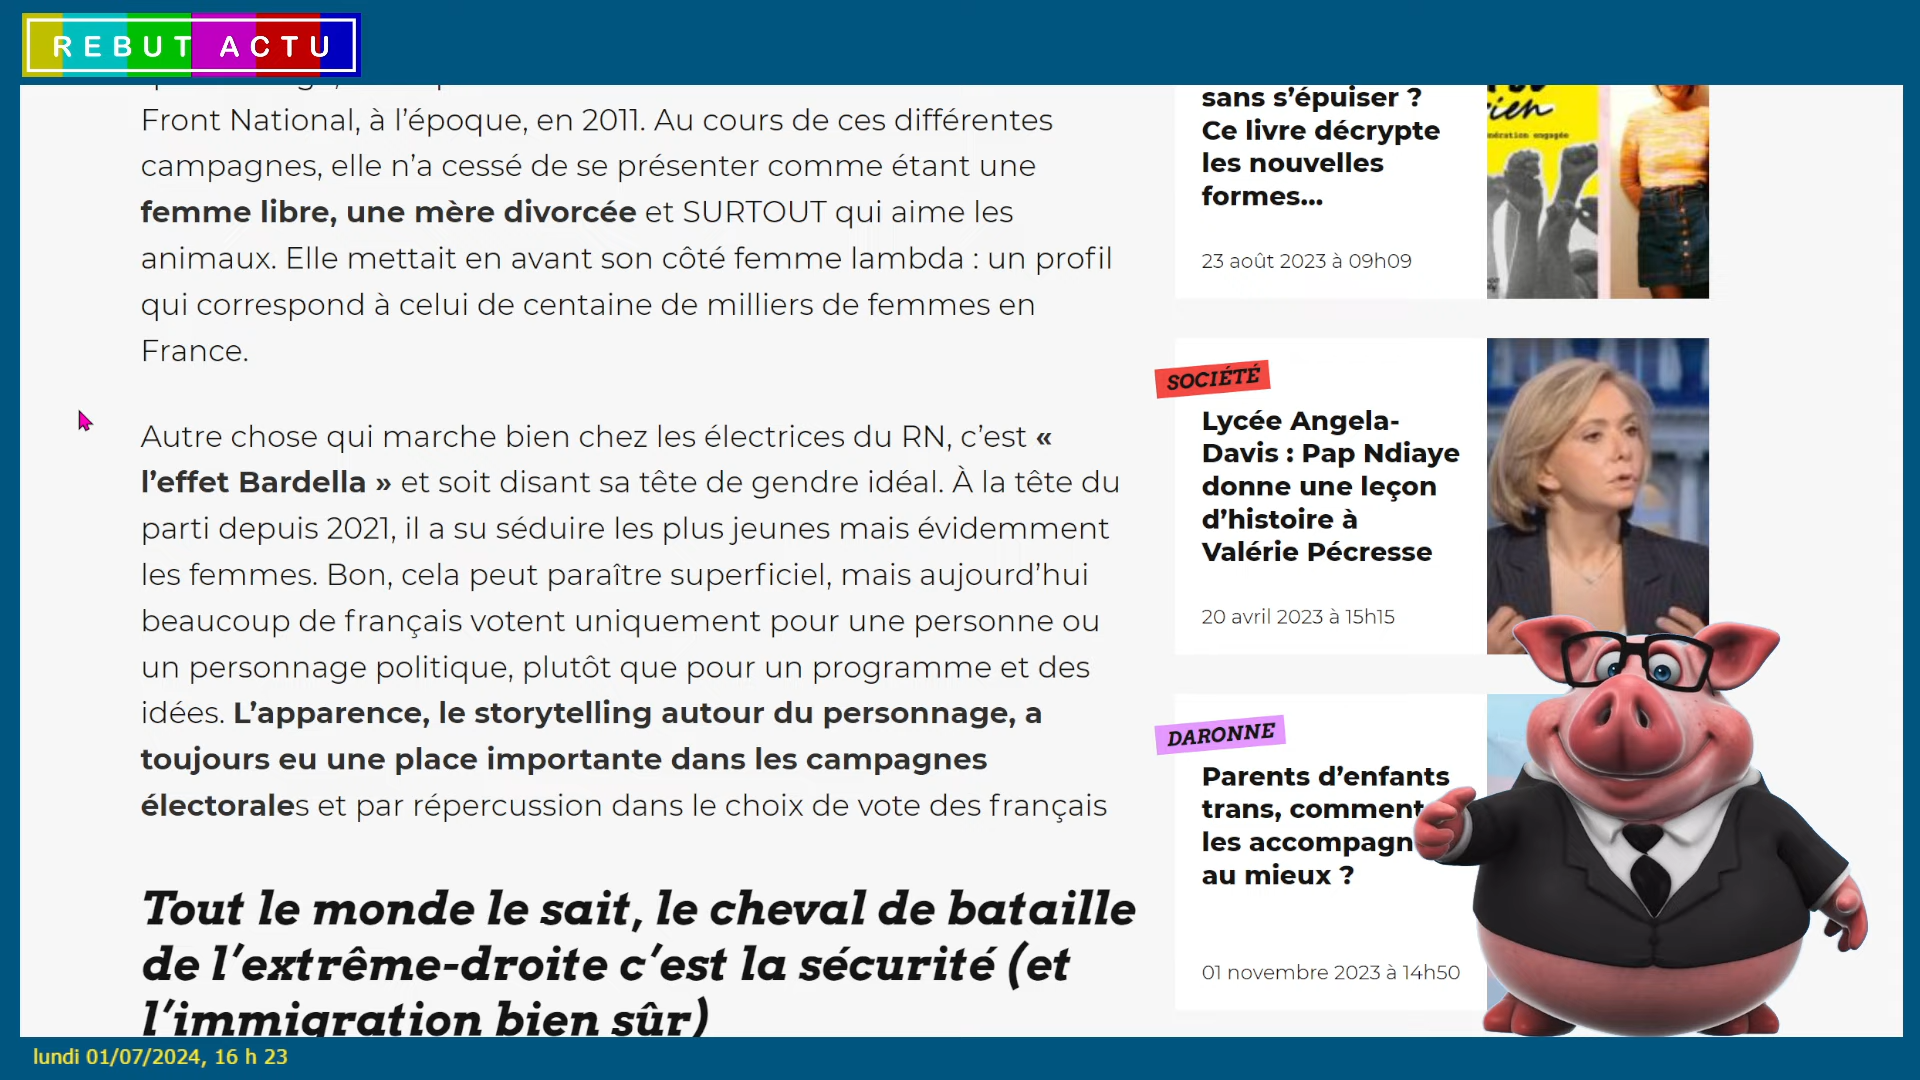 REBUT ACTU
Front National, à l’époque, en 2011. Au cours de ces différentes
campagnes, elle n’a cessé de se présenter comme étant une
femme libre, une mère divorcée et SURTOUT qui aime les
animaux. Elle mettait en avant son côté femme lambda : un profil
qui correspond à celui de centaine de milliers de femmes en
France.
Autre chose qui marche bien chez les électrices du RN, c’est «
l’effet Bardella » et soit disant sa tête de gendre idéal. À la tête du
parti depuis 2021, il a su séduire les plus jeunes mais évidemment
les femmes. Bon, cela peut paraître superficiel, mais aujourd’hui
beaucoup de français votent uniquement pour une personne ou
un personnage politique, plutôt que pour un programme et des
idées. L’apparence, le storytelling autour du personnage, a
toujours eu une place importante dans les campagnes
électorales et par répercussion dans le choix de vote des français
Tout le monde le sait, le cheval de bataille
de l’extrême-droite c’est la sécurité (et
l’immigration bien sûr)
sans s’épuiser ?
Ce livre décrypte
les nouvelles
formes...
23 août 2023 à 09h09
SOCIÉTÉ
Lycée Angela-
Davis : Pap Ndiaye
donne une leçon
d’histoire à
Valérie Pécresse
20 avril 2023 à 15h15
DARONNE
Parents d’enfants
trans, comment
les accompagn
au mieux ?
01 novembre 2023 à 14h50
lundi 01/07/2024, 16 h 23